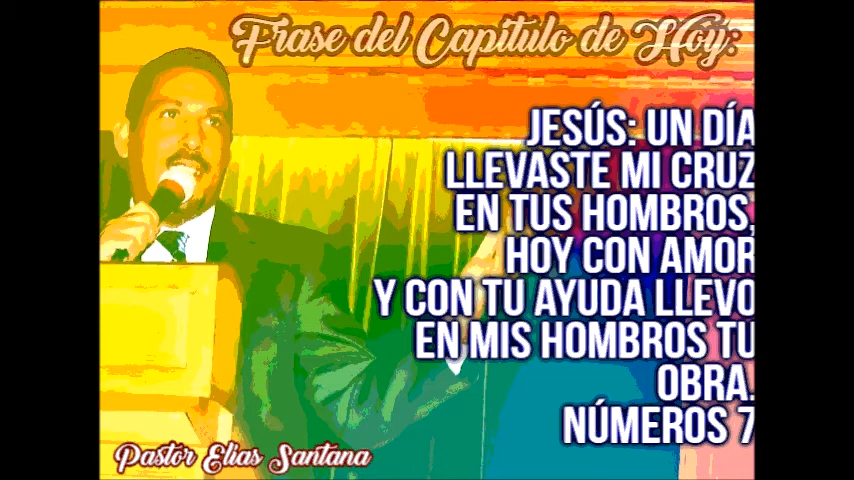 Frase del Capitulo de Hoy:
JESÚS: UN DÍA
LLEVASTE MI CRUZ
EN TUS HOMBROS,
HOY CON AMOR
Y CON TU AYUDA LLEVO
EN MIS HOMBROS TU
OBRA.
NÚMEROS 7
Pastor Elias Santana